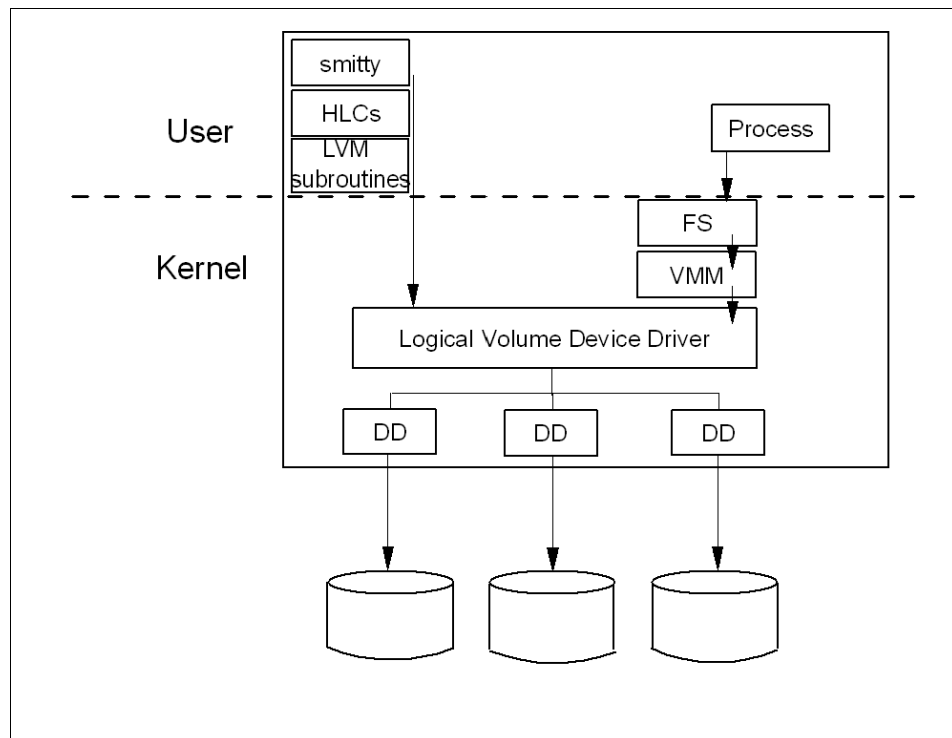 smitty
HLCs
User
Process
LVM
subroutines
FS
Kernel
VMM
Logical Volume Device Driver
DD
DD
DD